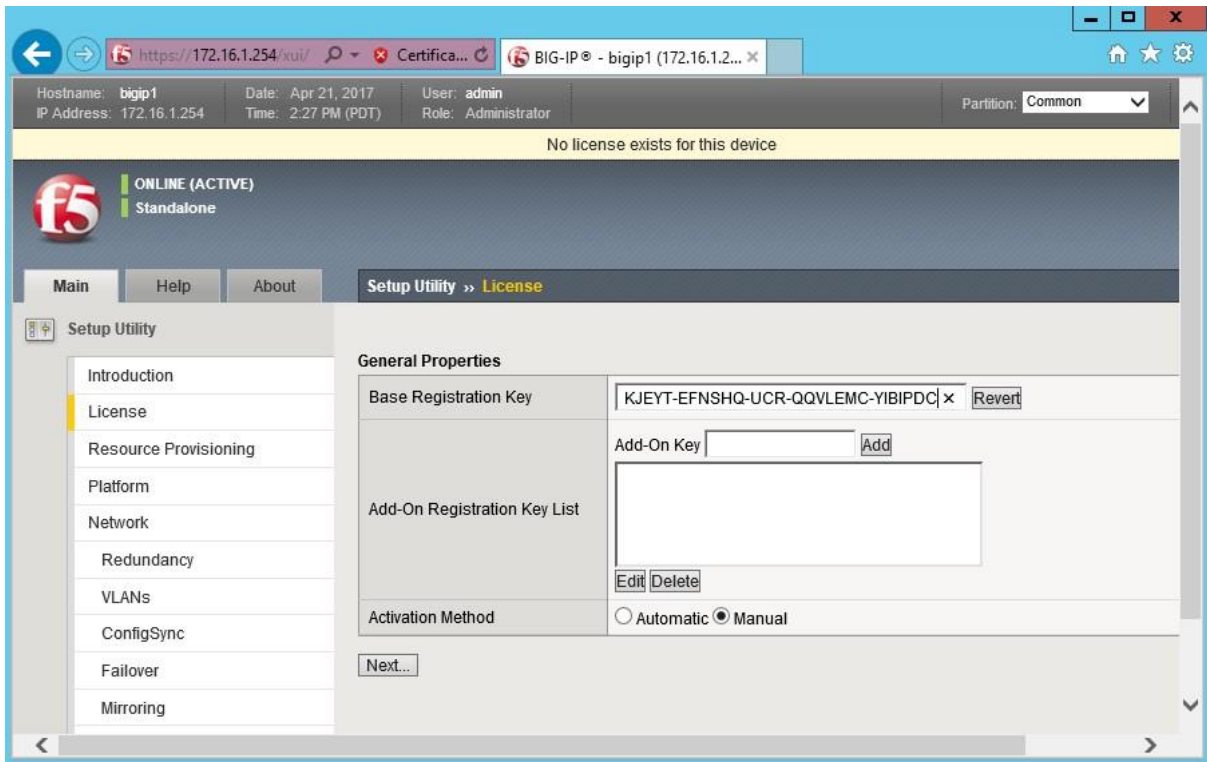 https://172.16.1.254/xui/ Certifica... BIG-IP® - bigip1 (172.16.1.2...
Hostname: bigip1 Date: Apr 21, 2017 User: admin
IP Address: 172.16.1.254 Time: 2:27 PM (PDT) Role: Administrator
Partition: Common
No license exists for this device
f5
ONLINE (ACTIVE)
Standalone
Main Help About Setup Utility ›› License
Setup Utility
Introduction
License
Resource Provisioning
Platform
Network
Redundancy
VLANs
ConfigSync
Failover
Mirroring
General Properties
Base Registration Key KJEYT-EFNSHQ-UCR-QQVLEMC-YIBIPDC Revert
Add-On Registration Key List
Add-On Key Add
Edit Delete
Activation Method Automatic Manual
Next...